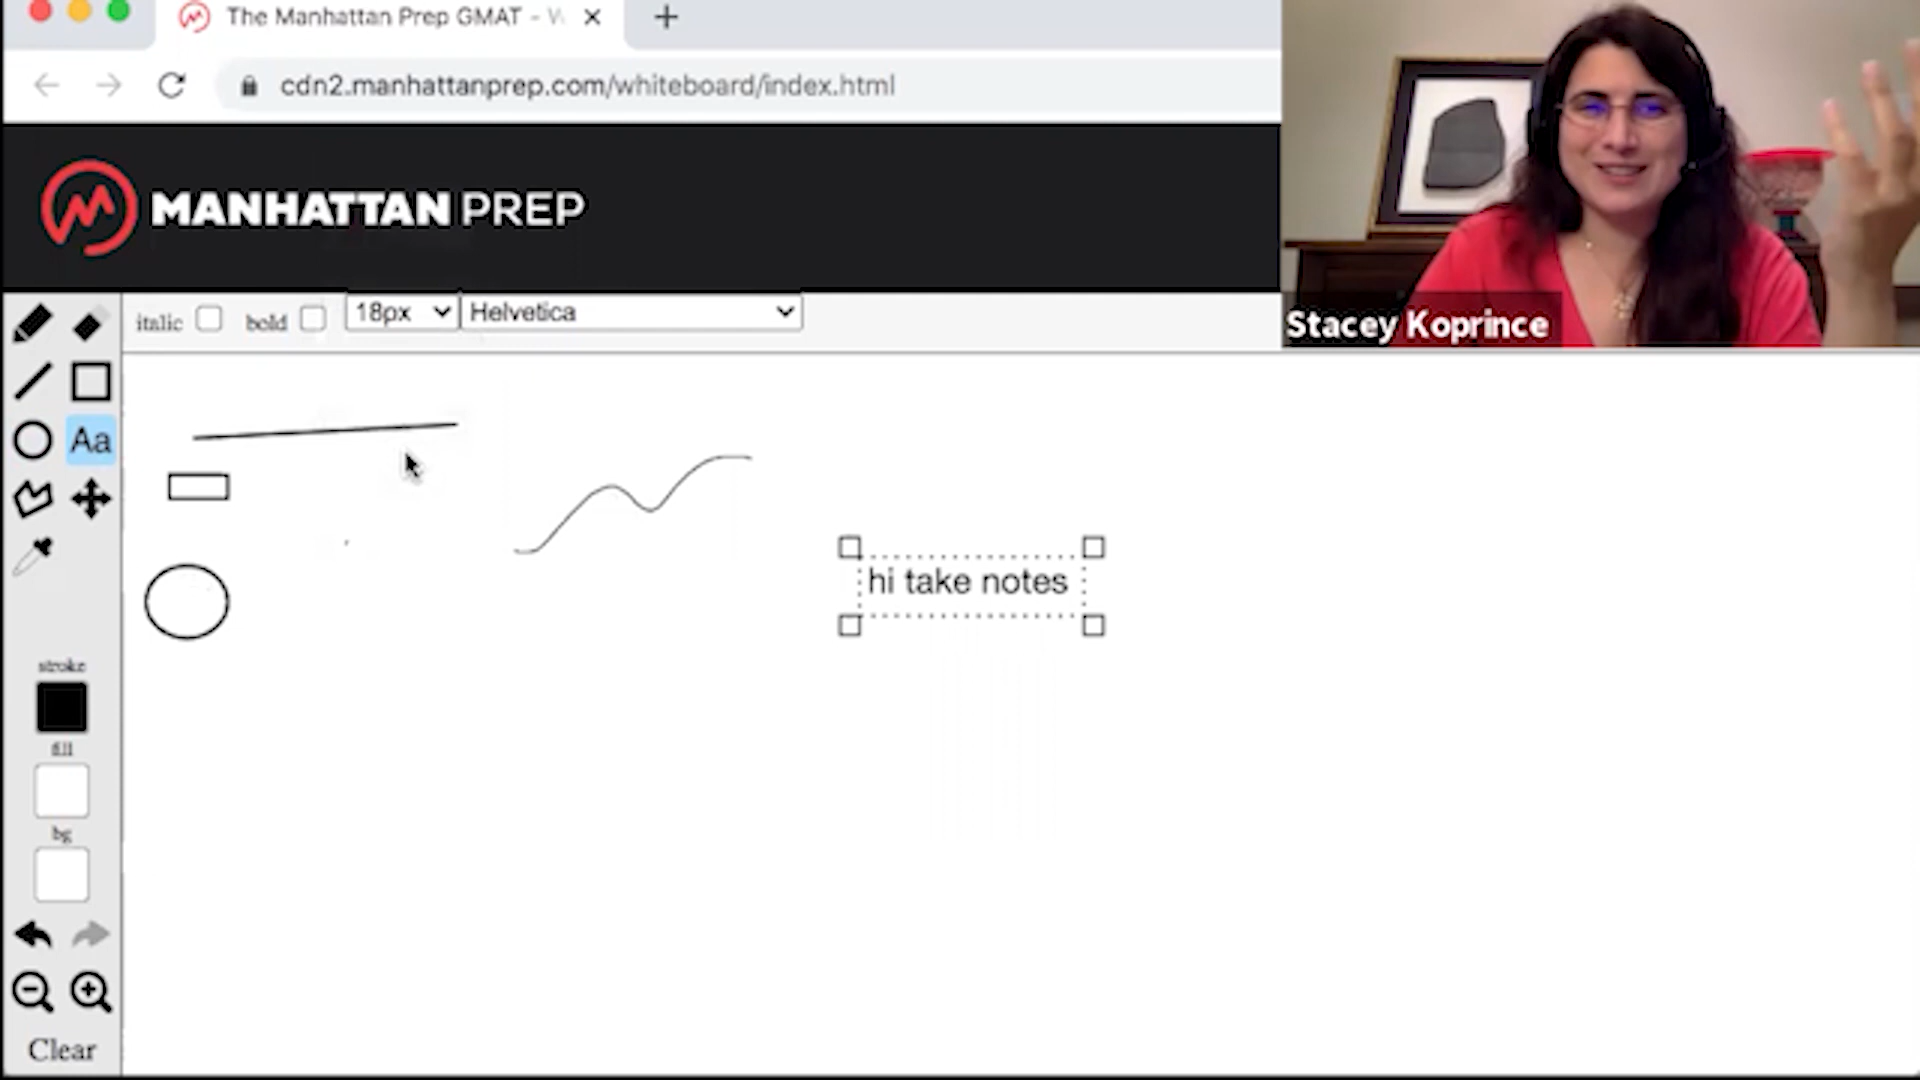 The Manhattan Prep GMAT - W
cdn2.manhattanprep.com/whiteboard/index.html
MANHATTAN PREP
Stacey Koprince
italic
bold
18px
Helvetica
Aa
hi take notes
stroke
fill
bg
Clear